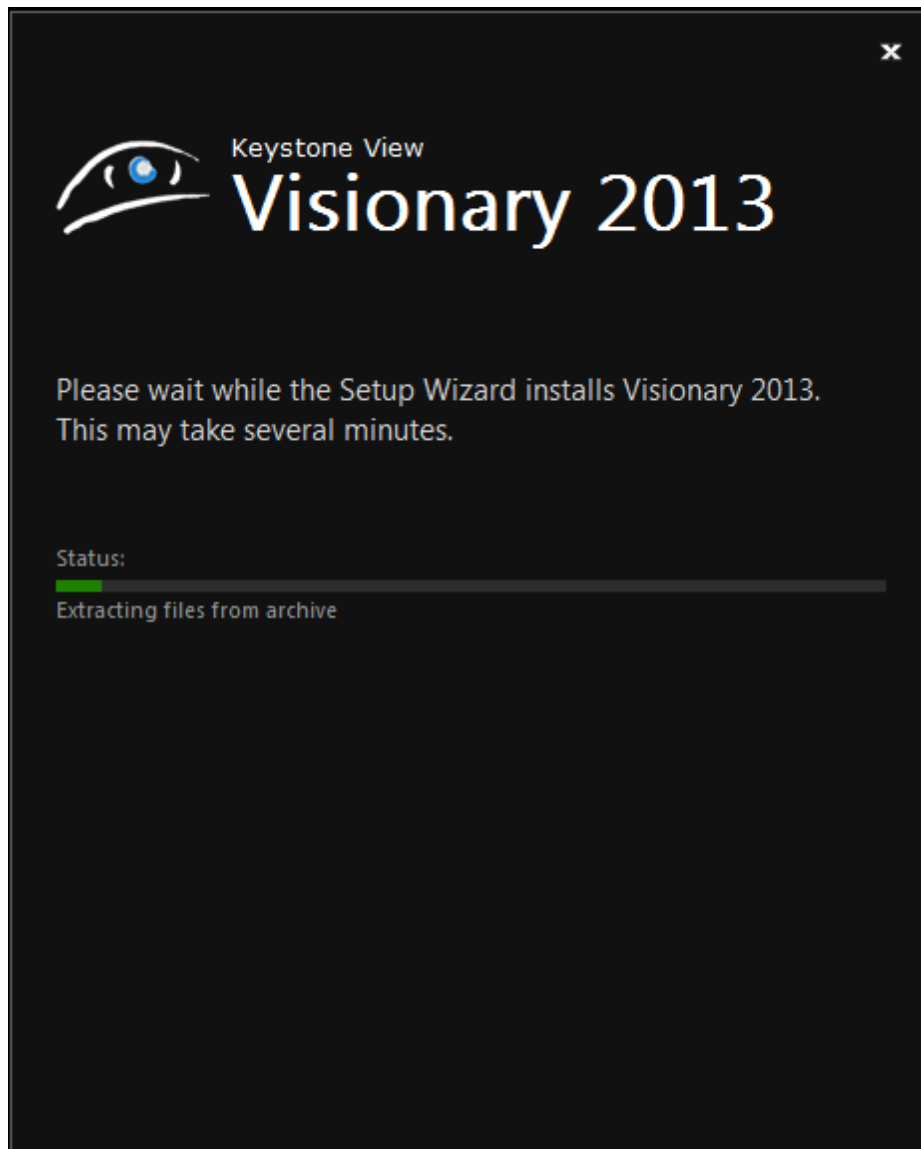 Keystone View
Visionary 2013
Please wait while the Setup Wizard installs Visionary 2013.
This may take several minutes.
Status:
Extracting files from archive